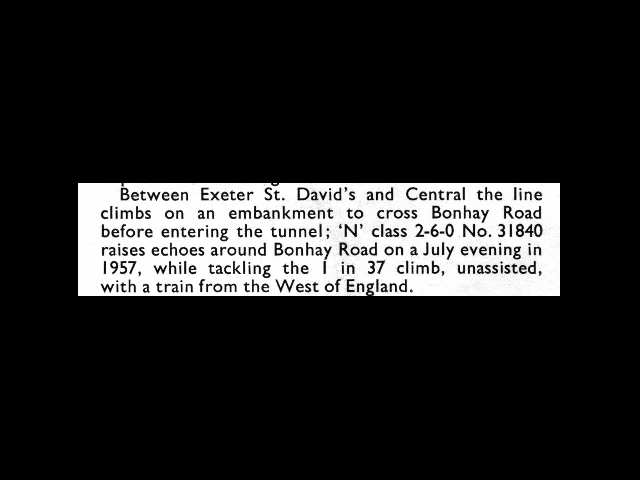 Between Exeter St. David's and Central the line
climbs on an embankment to cross Bonhay Road
before entering the tunnel; 'N' class 2-6-0 No. 31840
raises echoes around Bonhay Road on a July evening in
1957, while tackling the 1 in 37 climb, unassisted,
with a train from the West of England.